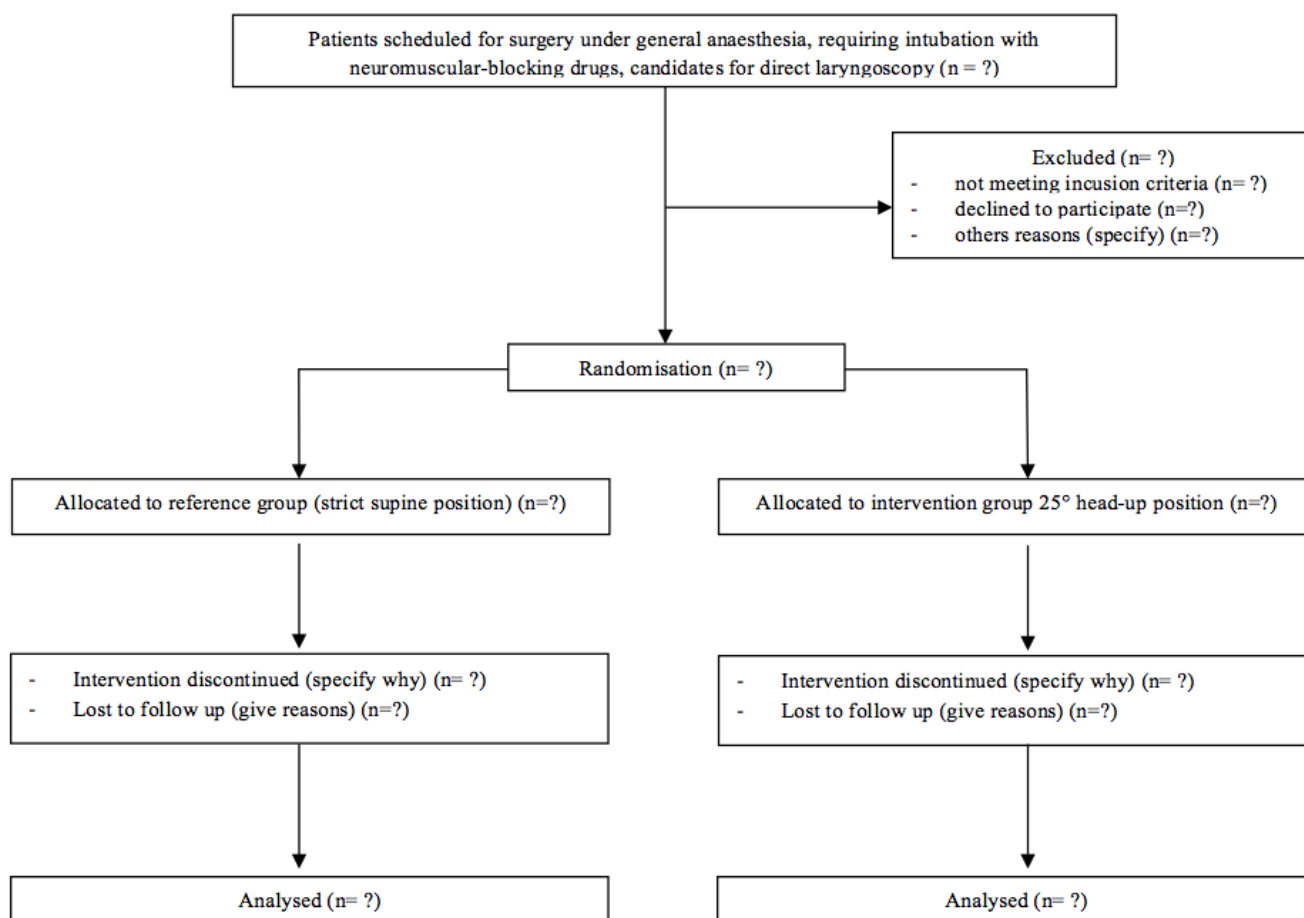 Patients scheduled for surgery under general anaesthesia, requiring intubation with
neuromuscular-blocking drugs, candidates for direct laryngoscopy (n = ?)
Excluded (n= ?)
- not meeting incusion criteria (n= ?)
- declined to participate (n=?)
- others reasons (specify) (n=?)
Randomisation (n= ?)
Allocated to reference group (strict supine position) (n=?)
Allocated to intervention group 25° head-up position (n=?)
- Intervention discontinued (specify why) (n= ?)
- Lost to follow up (give reasons) (n=?)
- Intervention discontinued (specify why) (n= ?)
- Lost to follow up (give reasons) (n=?)
Analysed (n= ?)
Analysed (n= ?)